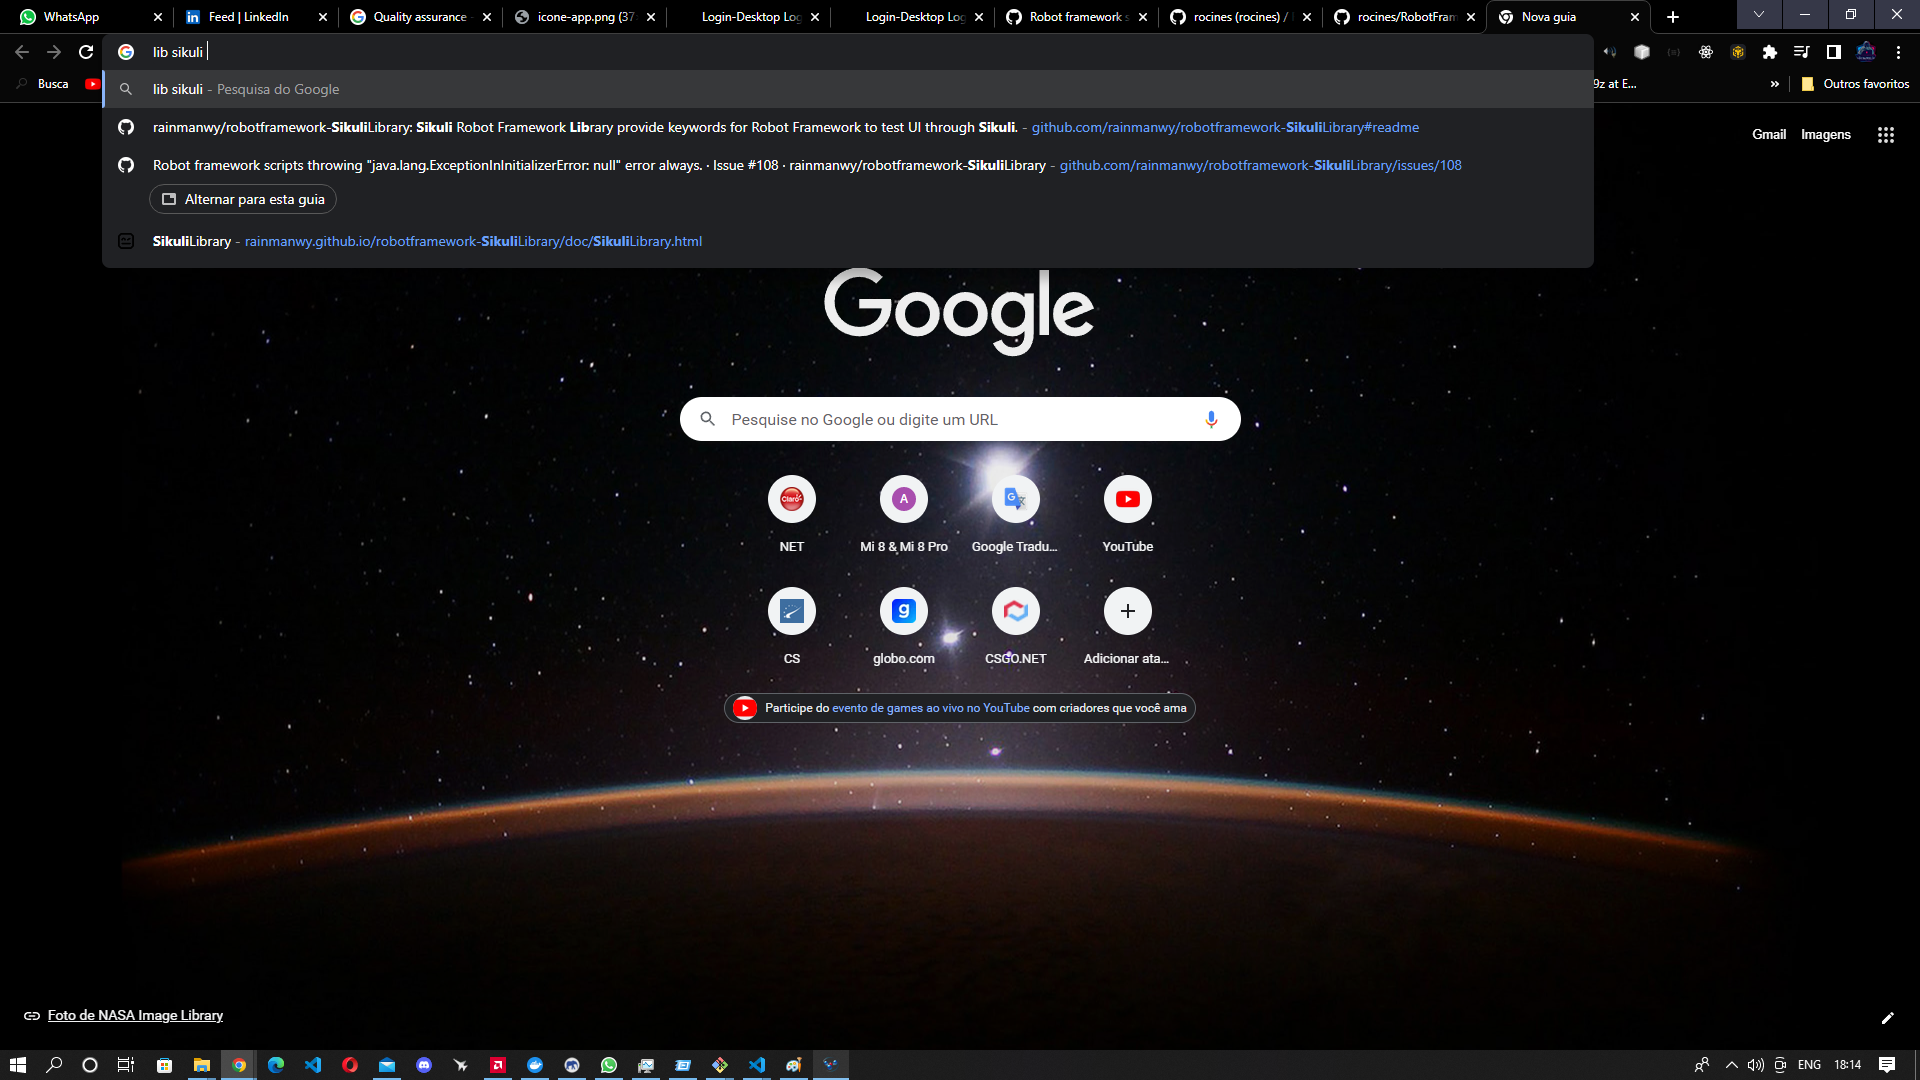 WhatsApp
Feed | LinkedIn
Quality assurance
icone-app.png (37
Login-Desktop Log
Login-Desktop Log
Robot framework s
rocines (rocines) /
rocines/RobotFram
Nova guia
lib sikuli
Busca
lib sikuli - Pesquisa do Google
9z at E...
»
Outros favoritos
rainmanwy/robotframework-SikuliLibrary: Sikuli Robot Framework Library provide keywords for Robot Framework to test UI through Sikuli. - github.com/rainmanwy/robotframework-SikuliLibrary#readme
Gmail
Imagens
Robot framework scripts throwing "java.lang.ExceptionInInitializerError: null" error always. · Issue #108 · rainmanwy/robotframework-SikuliLibrary - github.com/rainmanwy/robotframework-SikuliLibrary/issues/108
Alternar para esta guia
SikuliLibrary - rainmanwy.github.io/robotframework-SikuliLibrary/doc/SikuliLibrary.html
Google
Pesquise no Google ou digite um URL
Claro
A
NET
Mi 8 & Mi 8 Pro
Google Tradu...
YouTube
g
CS
globo.com
CSGO.NET
Adicionar ata...
Participe do evento de games ao vivo no YouTube com criadores que você ama
Foto de NASA Image Library
ENG
18:14